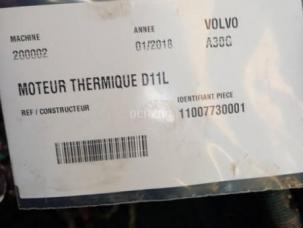 MACHINE ANNEE VOLVO
200002 01/2018 A30G
MOTEUR THERMIQUE D11L
REF / CONSTRUCTEUR IDENTIFIANT PIECE
11007730001